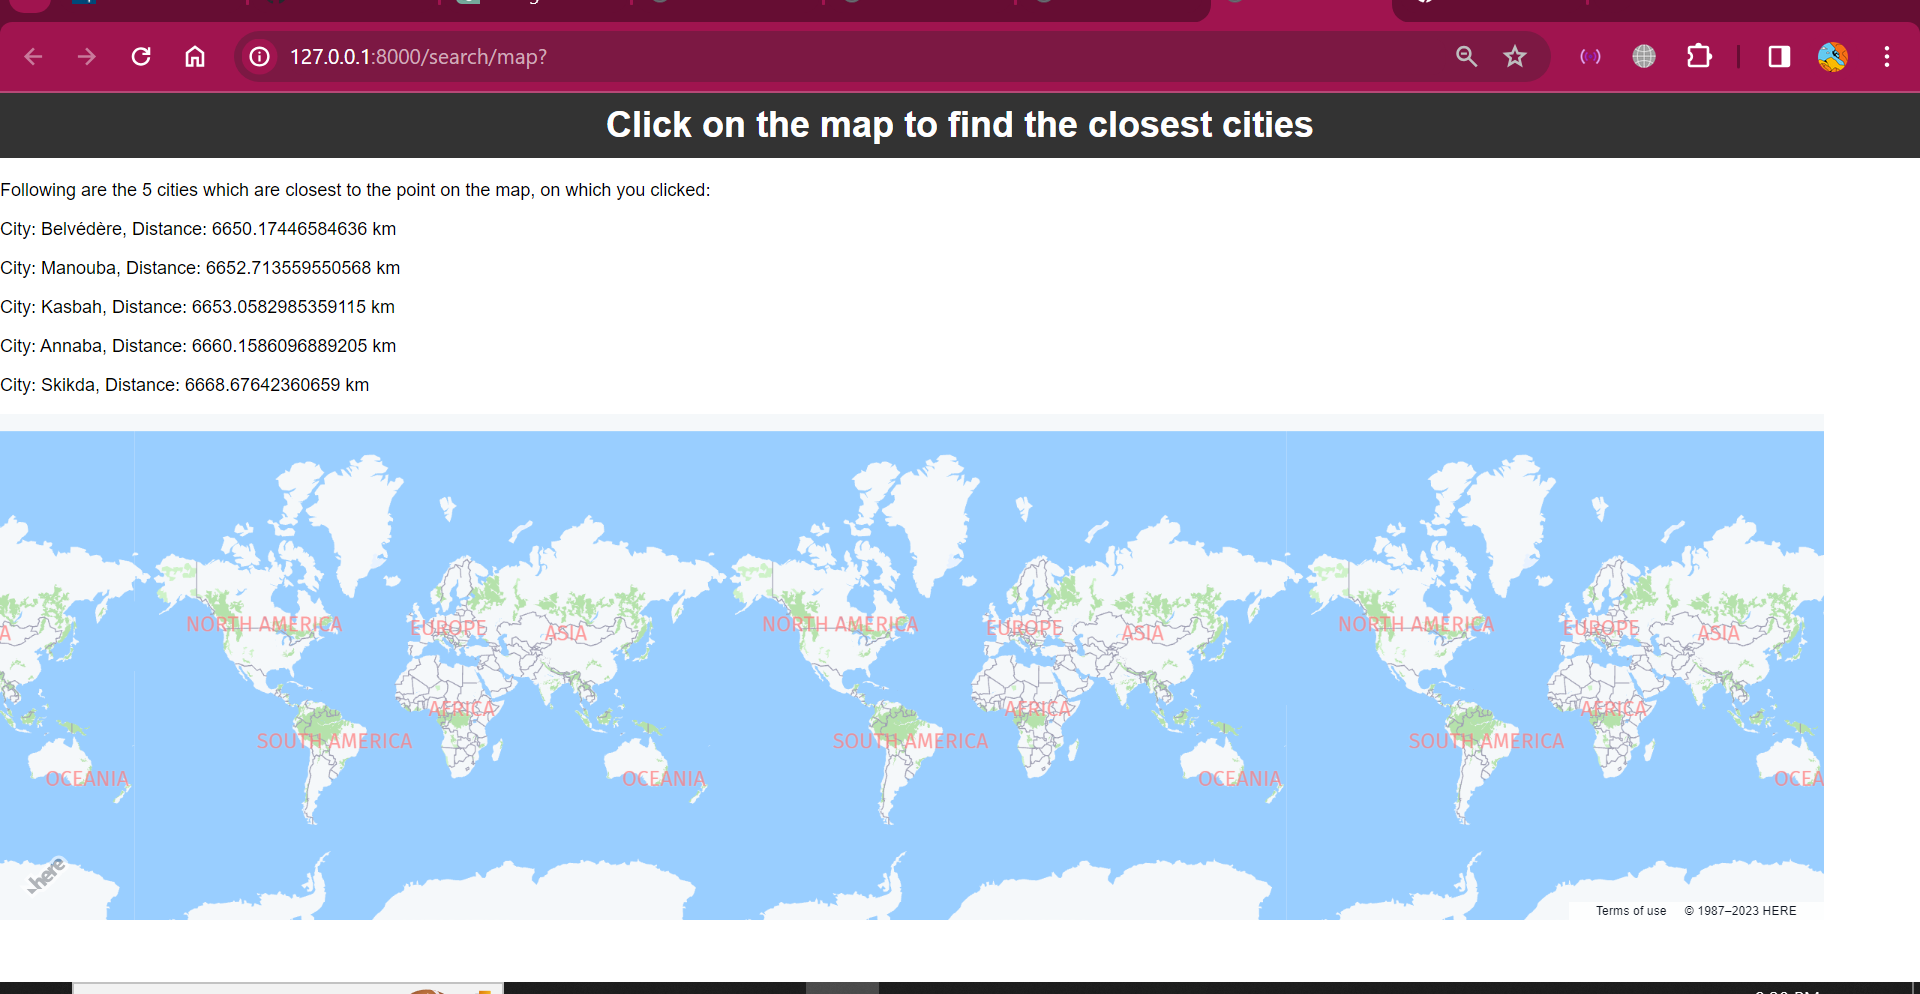 127.0.0.1:8000/search/map?
Click on the map to find the closest cities
Following are the 5 cities which are closest to the point on the map, on which you clicked:
City: Belvédère, Distance: 6650.17446584636 km
City: Manouba, Distance: 6652.713559550568 km
City: Kasbah, Distance: 6653.0582985359115 km
City: Annaba, Distance: 6660.1586096889205 km
City: Skikda, Distance: 6668.67642360659 km
NORTH AMERICA EUROPE ASIA NORTH AMERICA EUROPE ASIA NORTH AMERICA EUROPE ASIA
AFRICA AFRICA AFRICA
SOUTH AMERICA SOUTH AMERICA SOUTH AMERICA
OCEANIA OCEANIA OCEANIA OCEA
here
Terms of use © 1987–2023 HERE